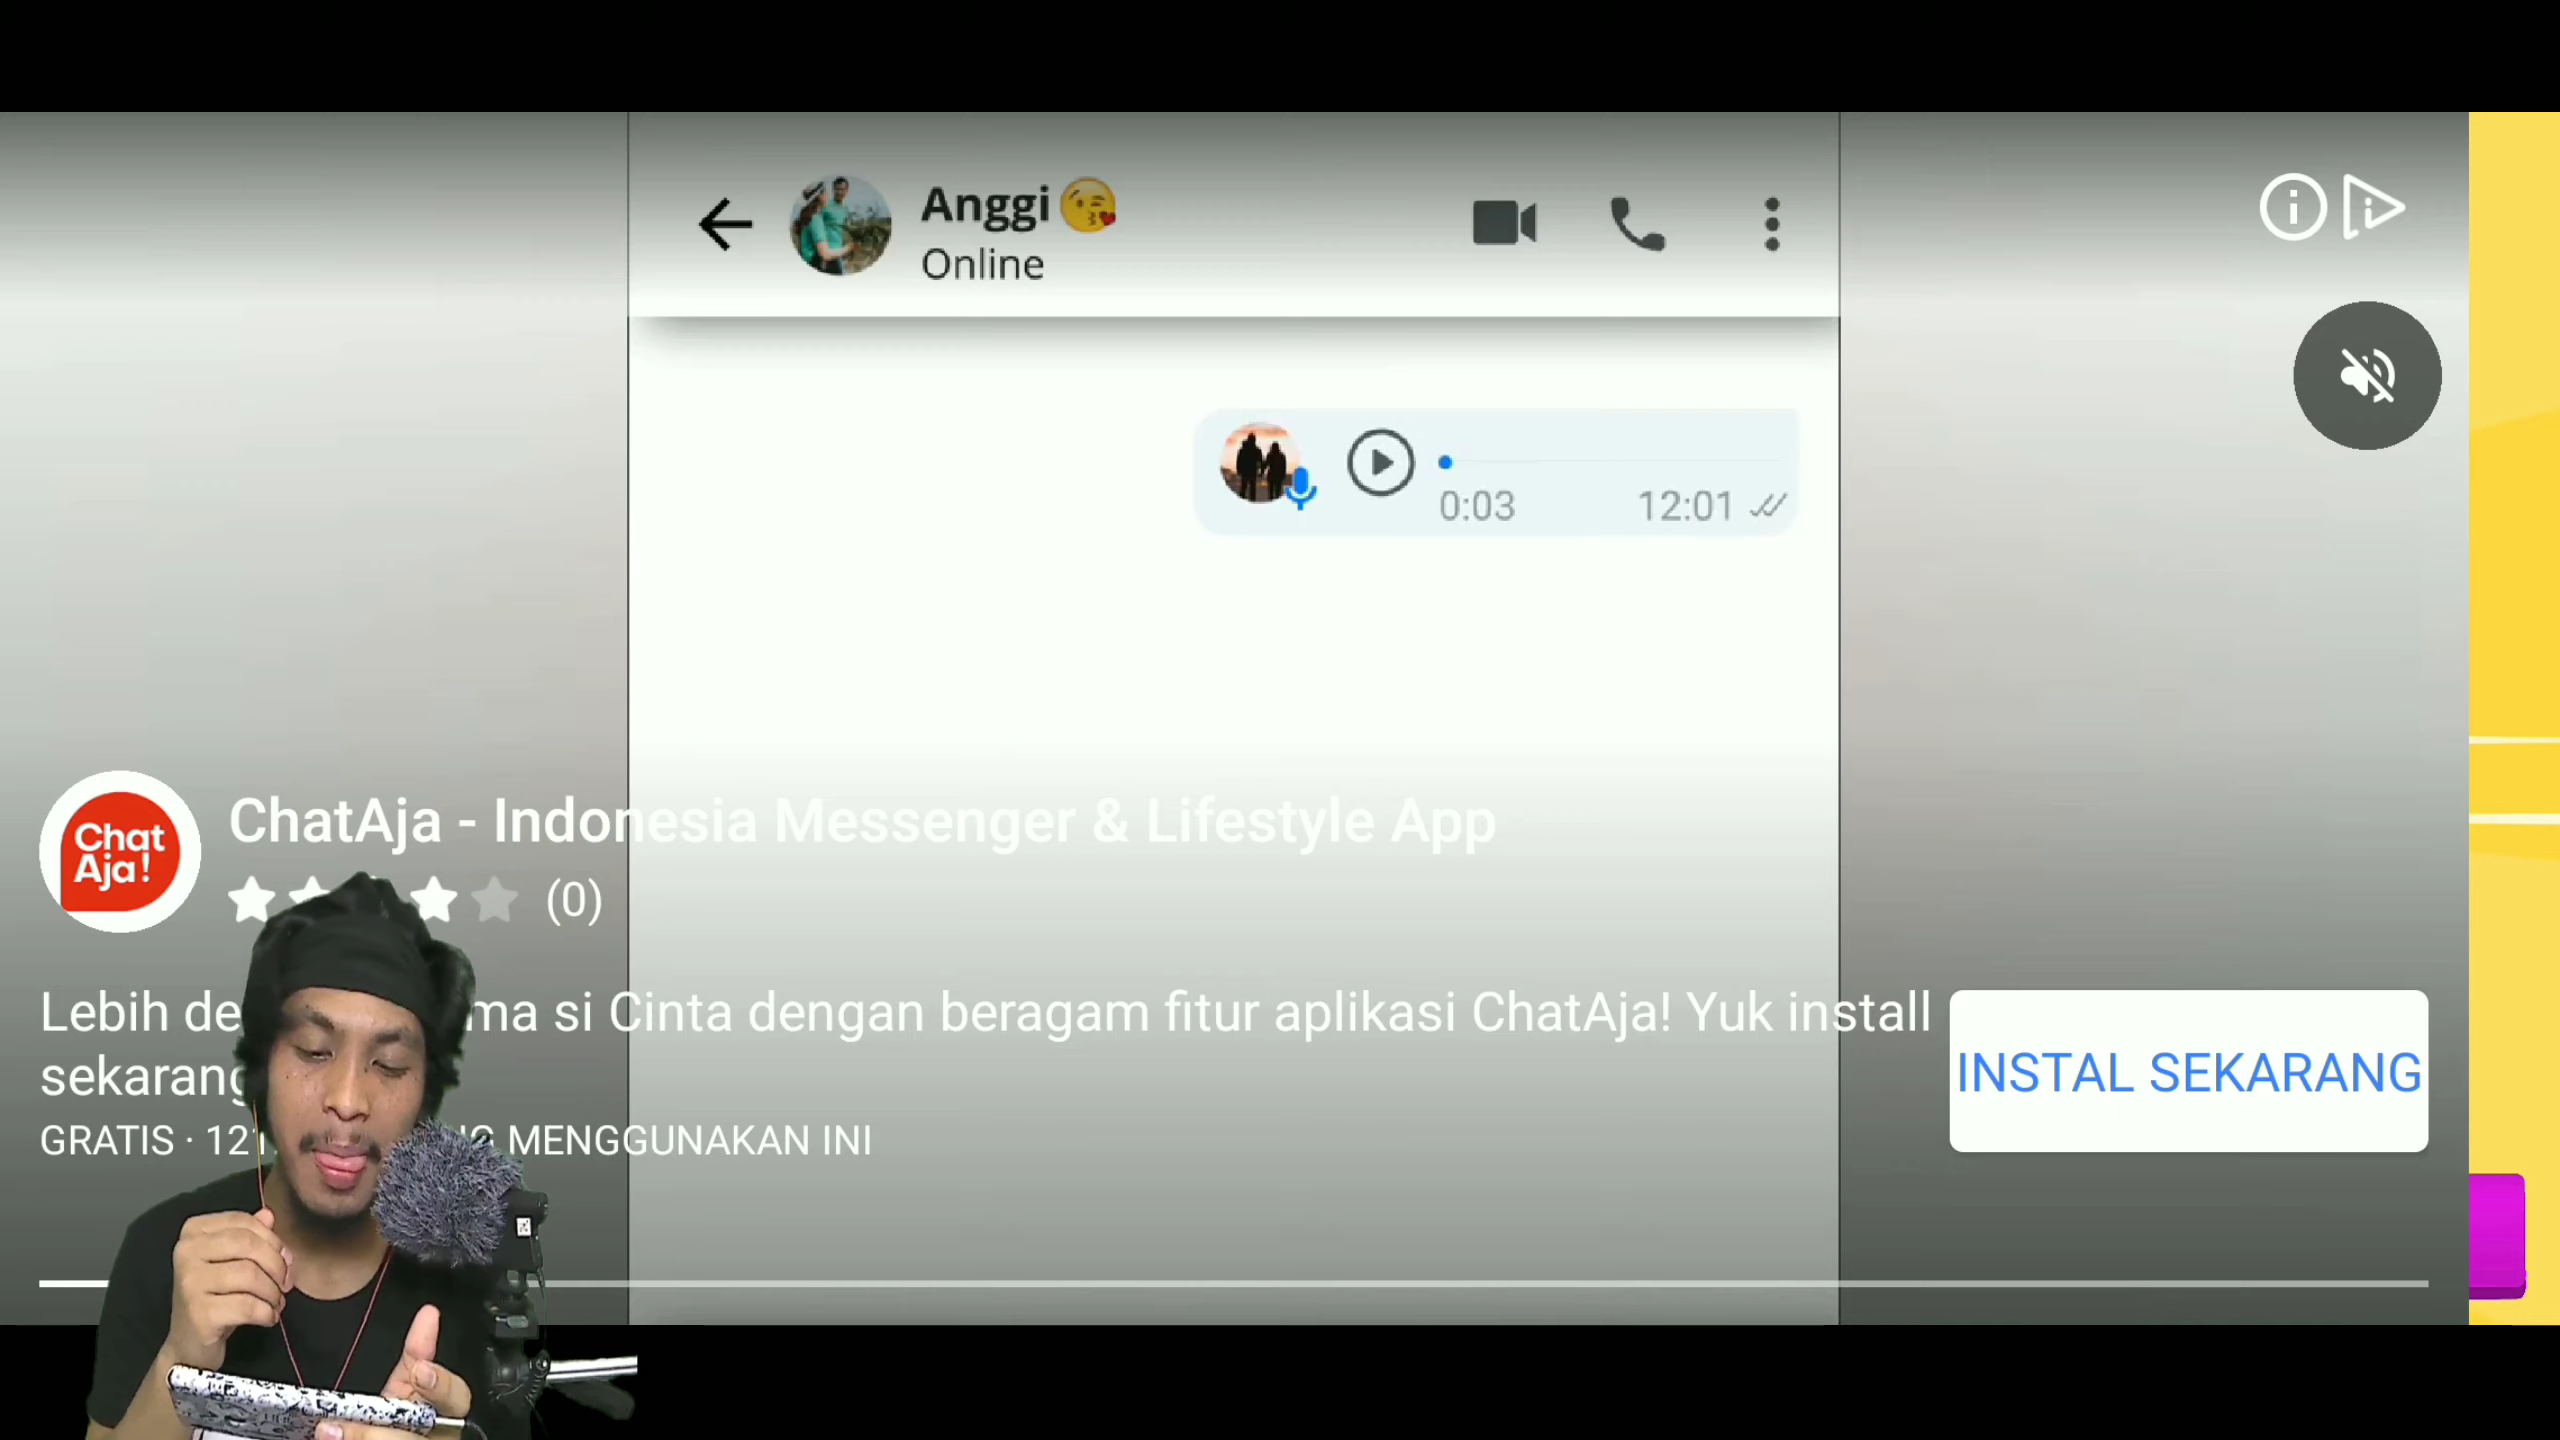 Anggi
Online
0:03
12:01
Chat
Aja!
ChatAja - Indonesia Messenger & Lifestyle App
(0)
Lebih de ma si Cinta dengan beragam fitur aplikasi ChatAja! Yuk install
sekarang
INSTAL SEKARANG
GRATIS · 12 MENGGUNAKAN INI